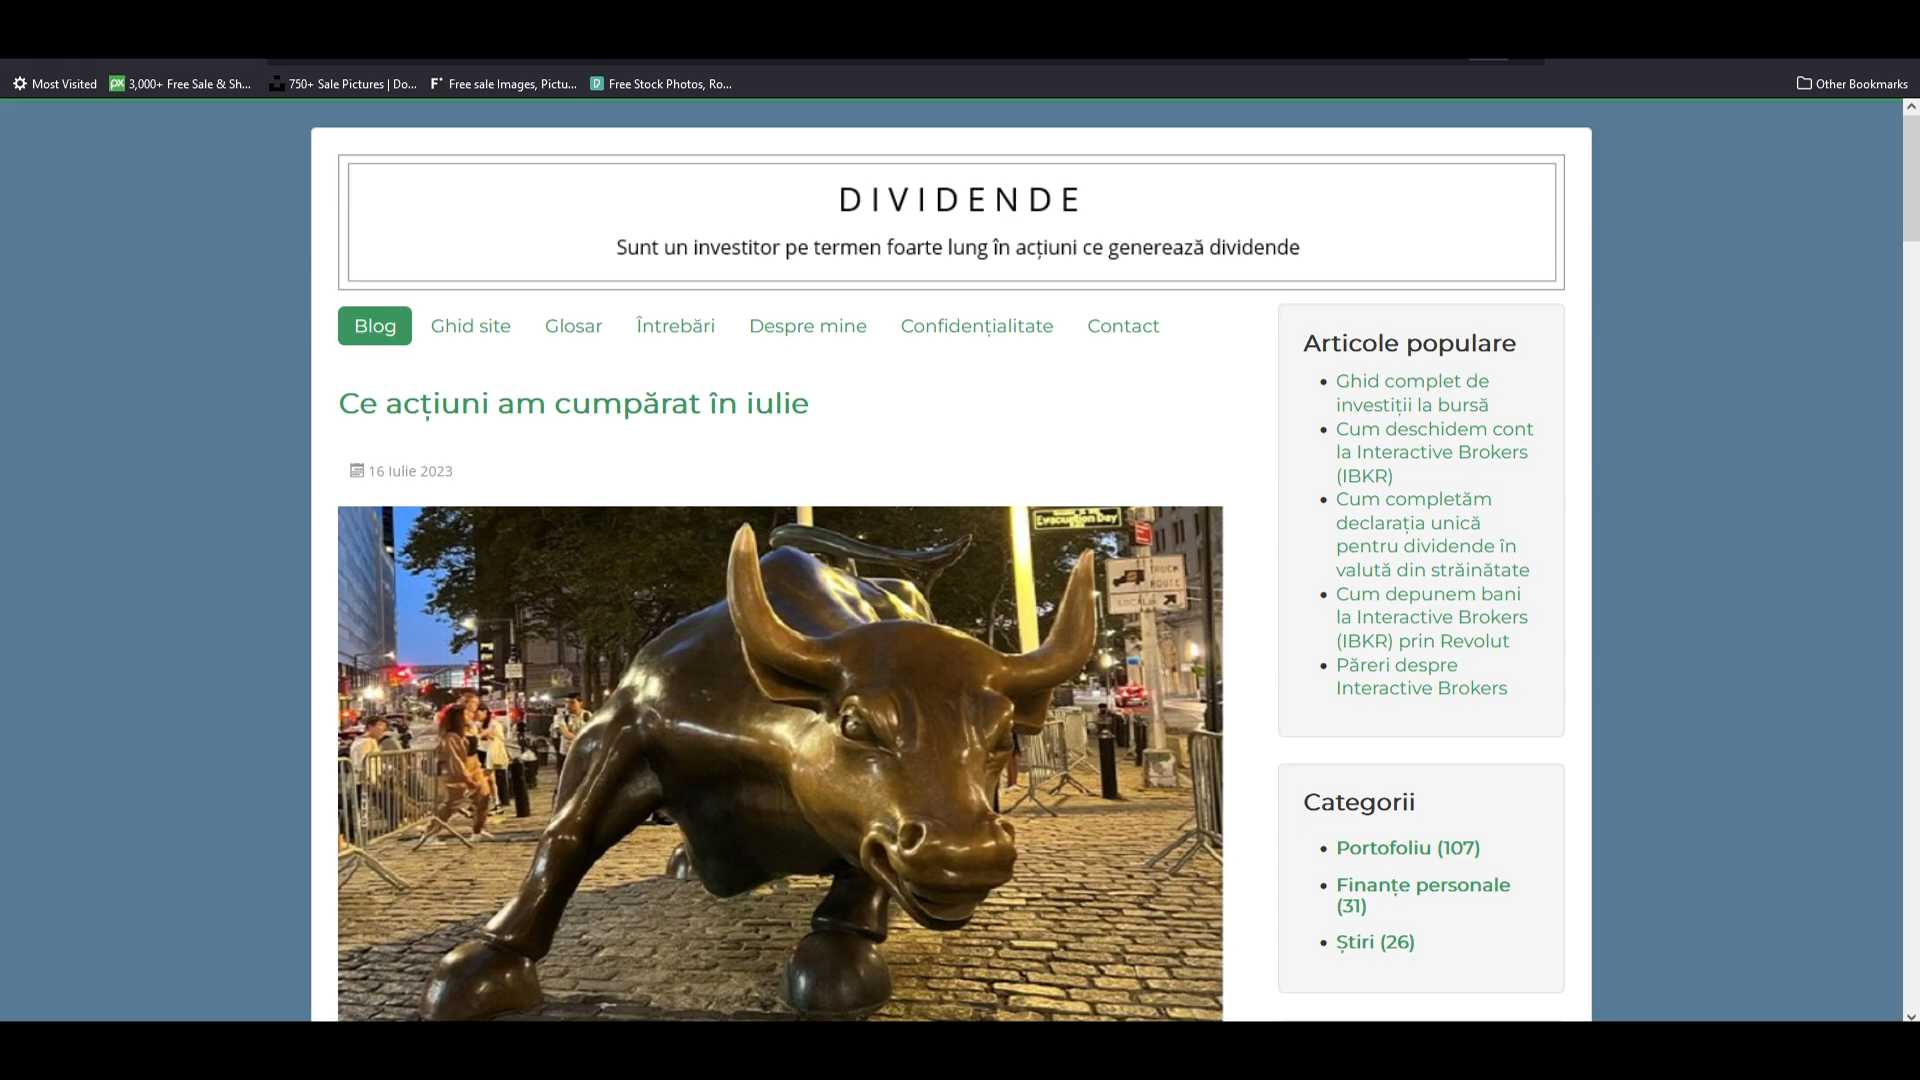 Most Visited
3,000+ Free Sale & Sh...
750+ Sale Pictures | Do...
Free sale Images, Pictu...
Free Stock Photos, Ro...
Other Bookmarks
DIVIDENDE
Sunt un investitor pe termen foarte lung în acțiuni ce generează dividende
Blog
Ghid site
Glosar
Întrebări
Despre mine
Confidențialitate
Contact
Ce acțiuni am cumpărat în iulie
16 Iulie 2023
Evacuation Day
TRUCK
ROUTE
LOCAL
Articole populare
Ghid complet de
investiții la bursă
Cum deschidem cont
la Interactive Brokers
(IBKR)
Cum completăm
declarația unică
pentru dividende în
valută din străinătate
Cum depunem bani
la Interactive Brokers
(IBKR) prin Revolut
Păreri despre
Interactive Brokers
Categorii
Portofoliu (107)
Finanțe personale
(31)
Știri (26)